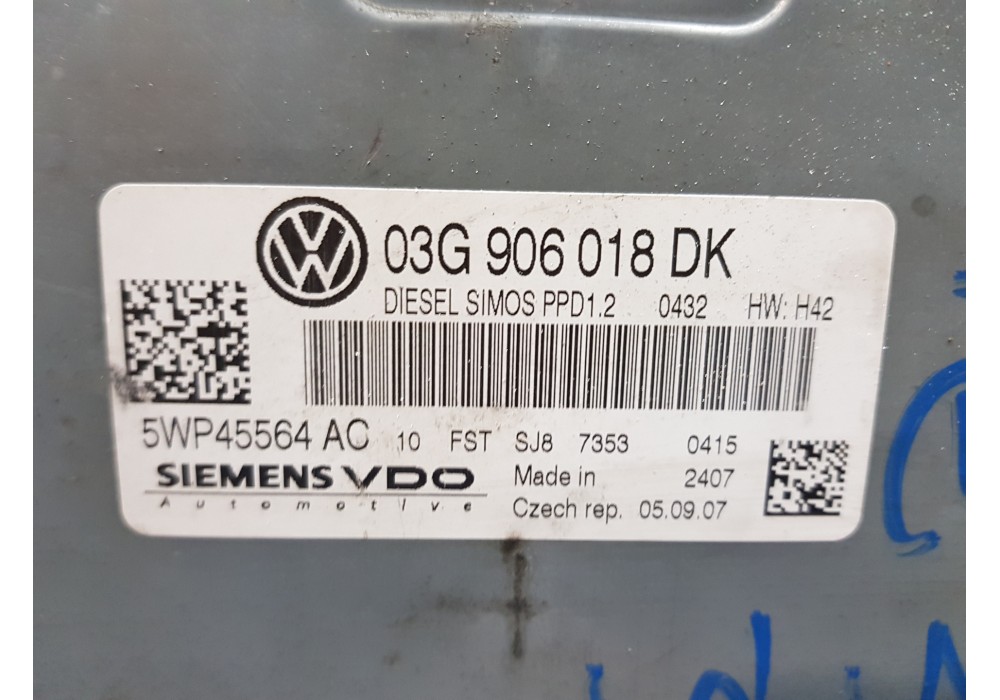 03G 906 018 DK
DIESEL SIMOS PPD1.2 0432 HW: H42
5WP45564 AC 10 FST SJ8 7353 0415
SIEMENS VDO Made in 2407
Automotive Czech rep. 05.09.07